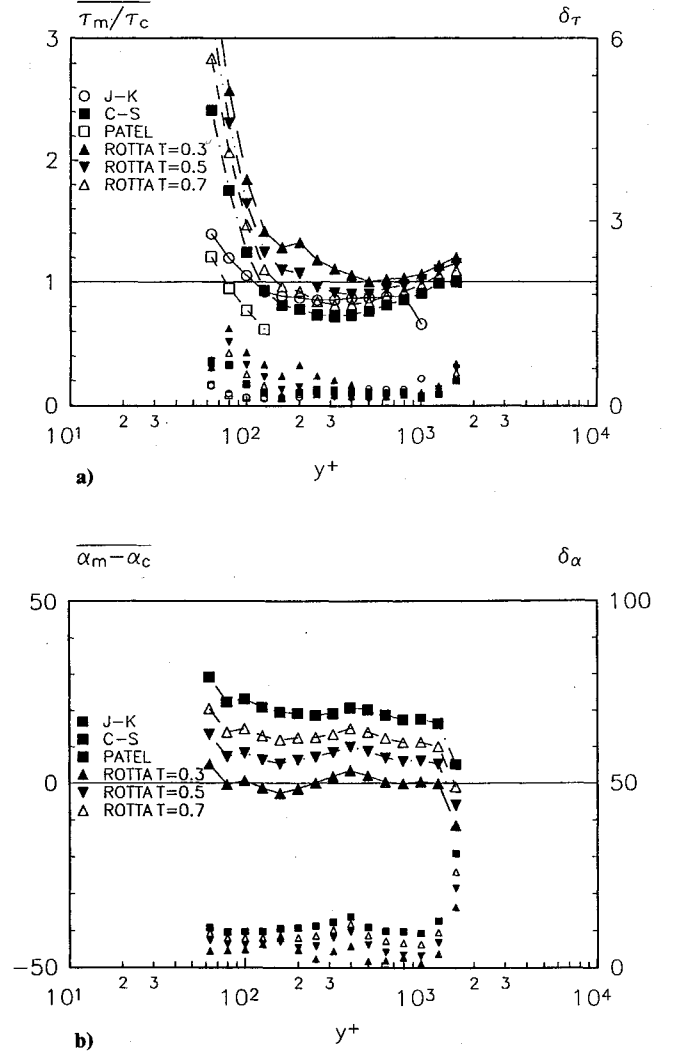 τm/τc δτ
3 6
J-K
C-S
PATEL
ROTTA T=0.3
ROTTA T=0.5
ROTTA T=0.7
2
3
1
0 0
10¹ 2 3 10² 2 3 10³ 2 3 10⁴
y+
a)
αm-αc δα
50 100
J-K
C-S
PATEL
ROTTA T=0.3
ROTTA T=0.5
ROTTA T=0.7
0 50
-50 0
10¹ 2 3 10² 2 3 10³ 2 3 10⁴
y+
b)